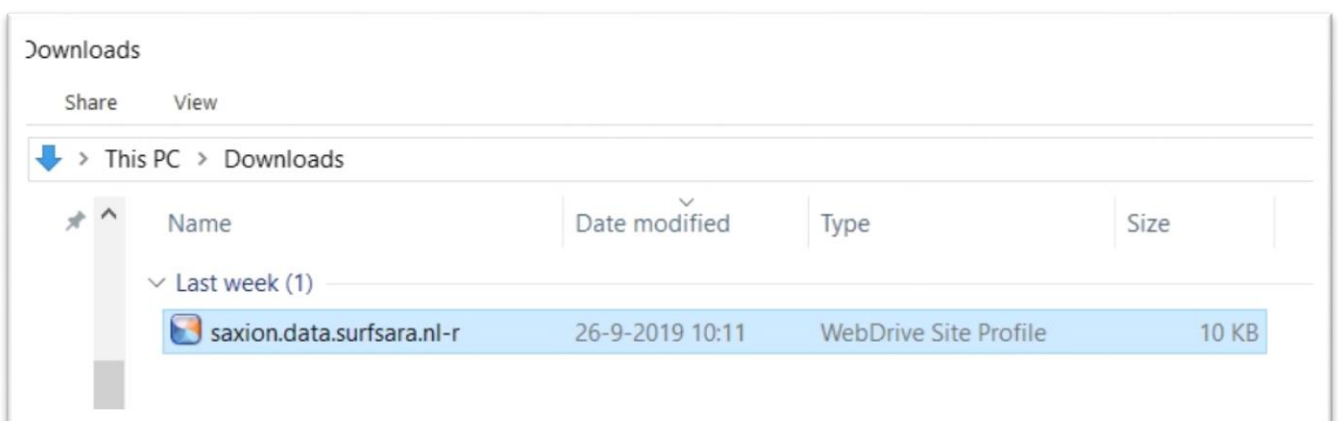 Downloads
Share View
> This PC > Downloads
Name Date modified Type Size
Last week (1)
saxion.data.surfsara.nl-r 26-9-2019 10:11 WebDrive Site Profile 10 KB